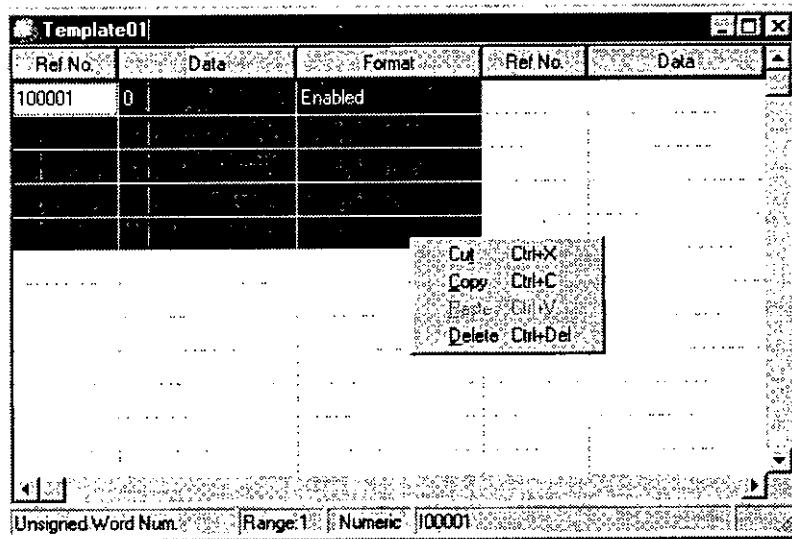 Template01
Ref No. Data Format Ref No. Data
100001 0 Enabled
Cut Ctrl+X
Copy Ctrl+C
Paste Ctrl+V
Delete Ctrl+Del
Unsigned Word Num. Range:1 Numeric 100001